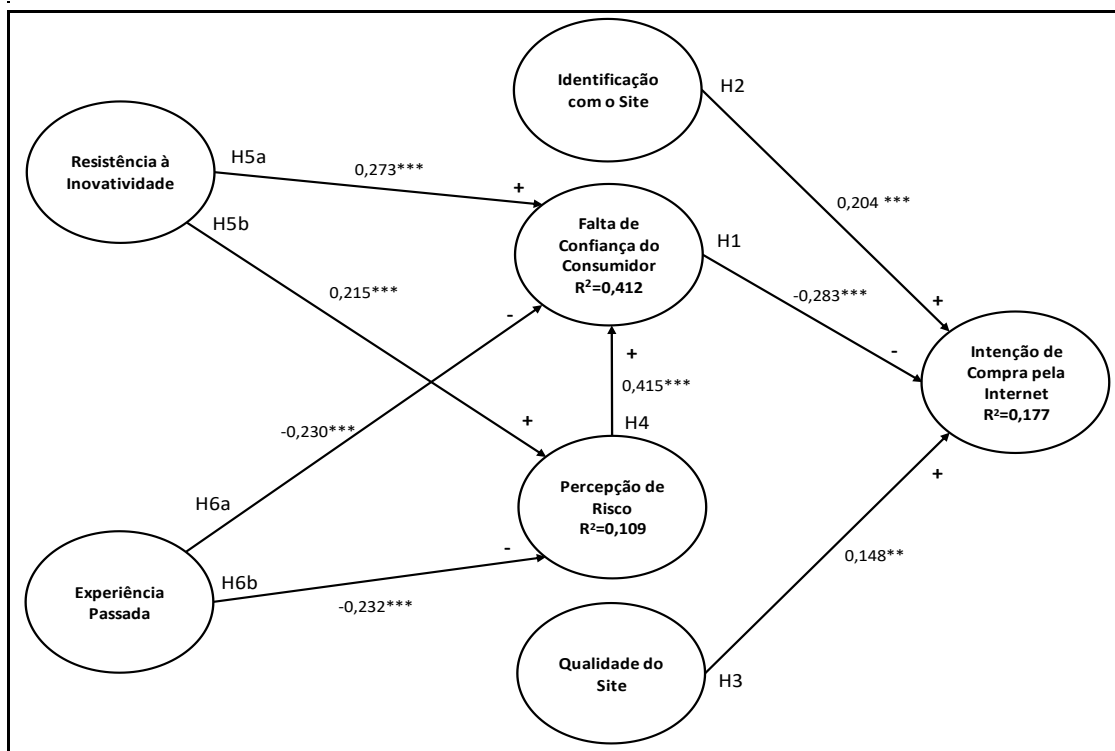 Identificação
com o Site
H2
Resistência à
Inovatividade
H5a
0,273***
+
H5b
Falta de
Confiança do
Consumidor
R²=0,412
H1
0,204 ***
+
0,215***
-0,283***
-
-
+
0,415***
H4
Intenção de
Compra pela
Internet
R²=0,177
+
-0,230***
+
H6a
Percepção de
Risco
R²=0,109
Experiência
Passada
H6b
-
-0,232***
0,148**
Qualidade do
Site
H3